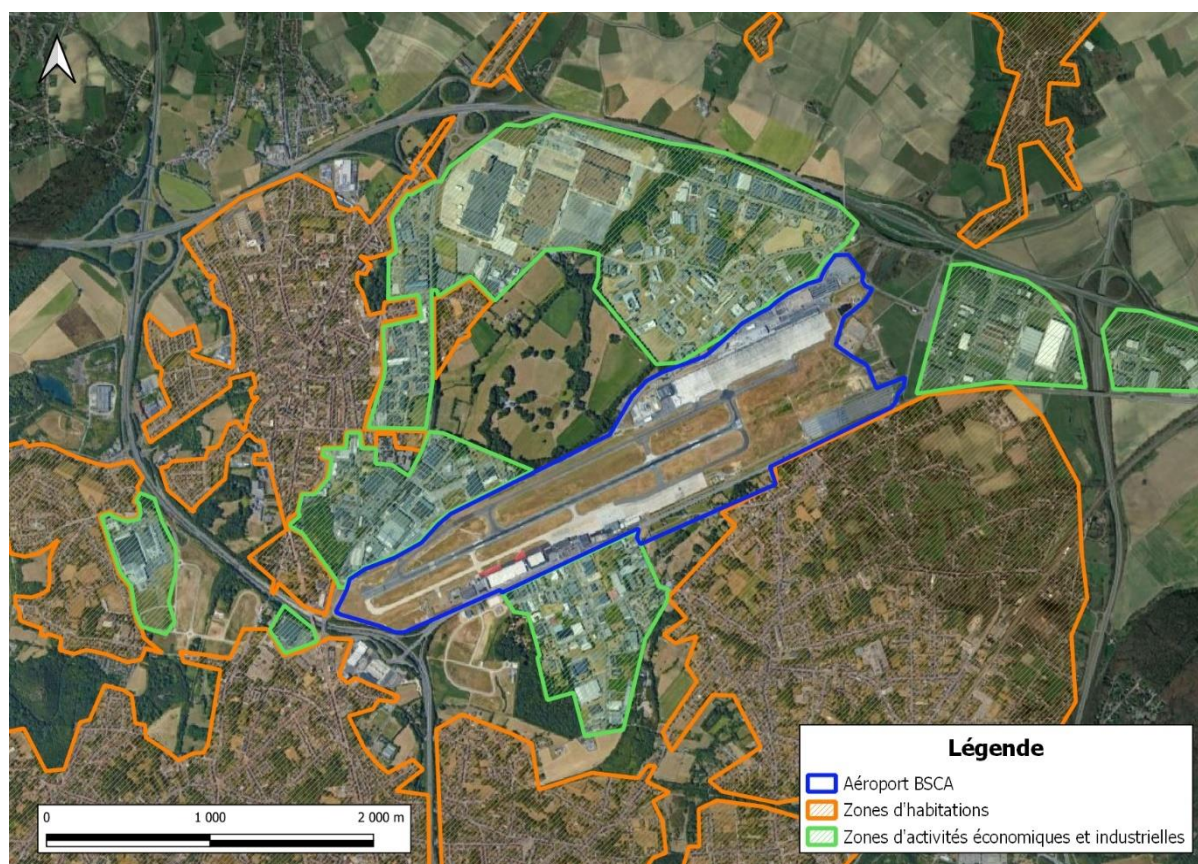 Légende
Aéroport BSCA
Zones d'habitations
Zones d'activités économiques et industrielles
0 1 000 2 000 m